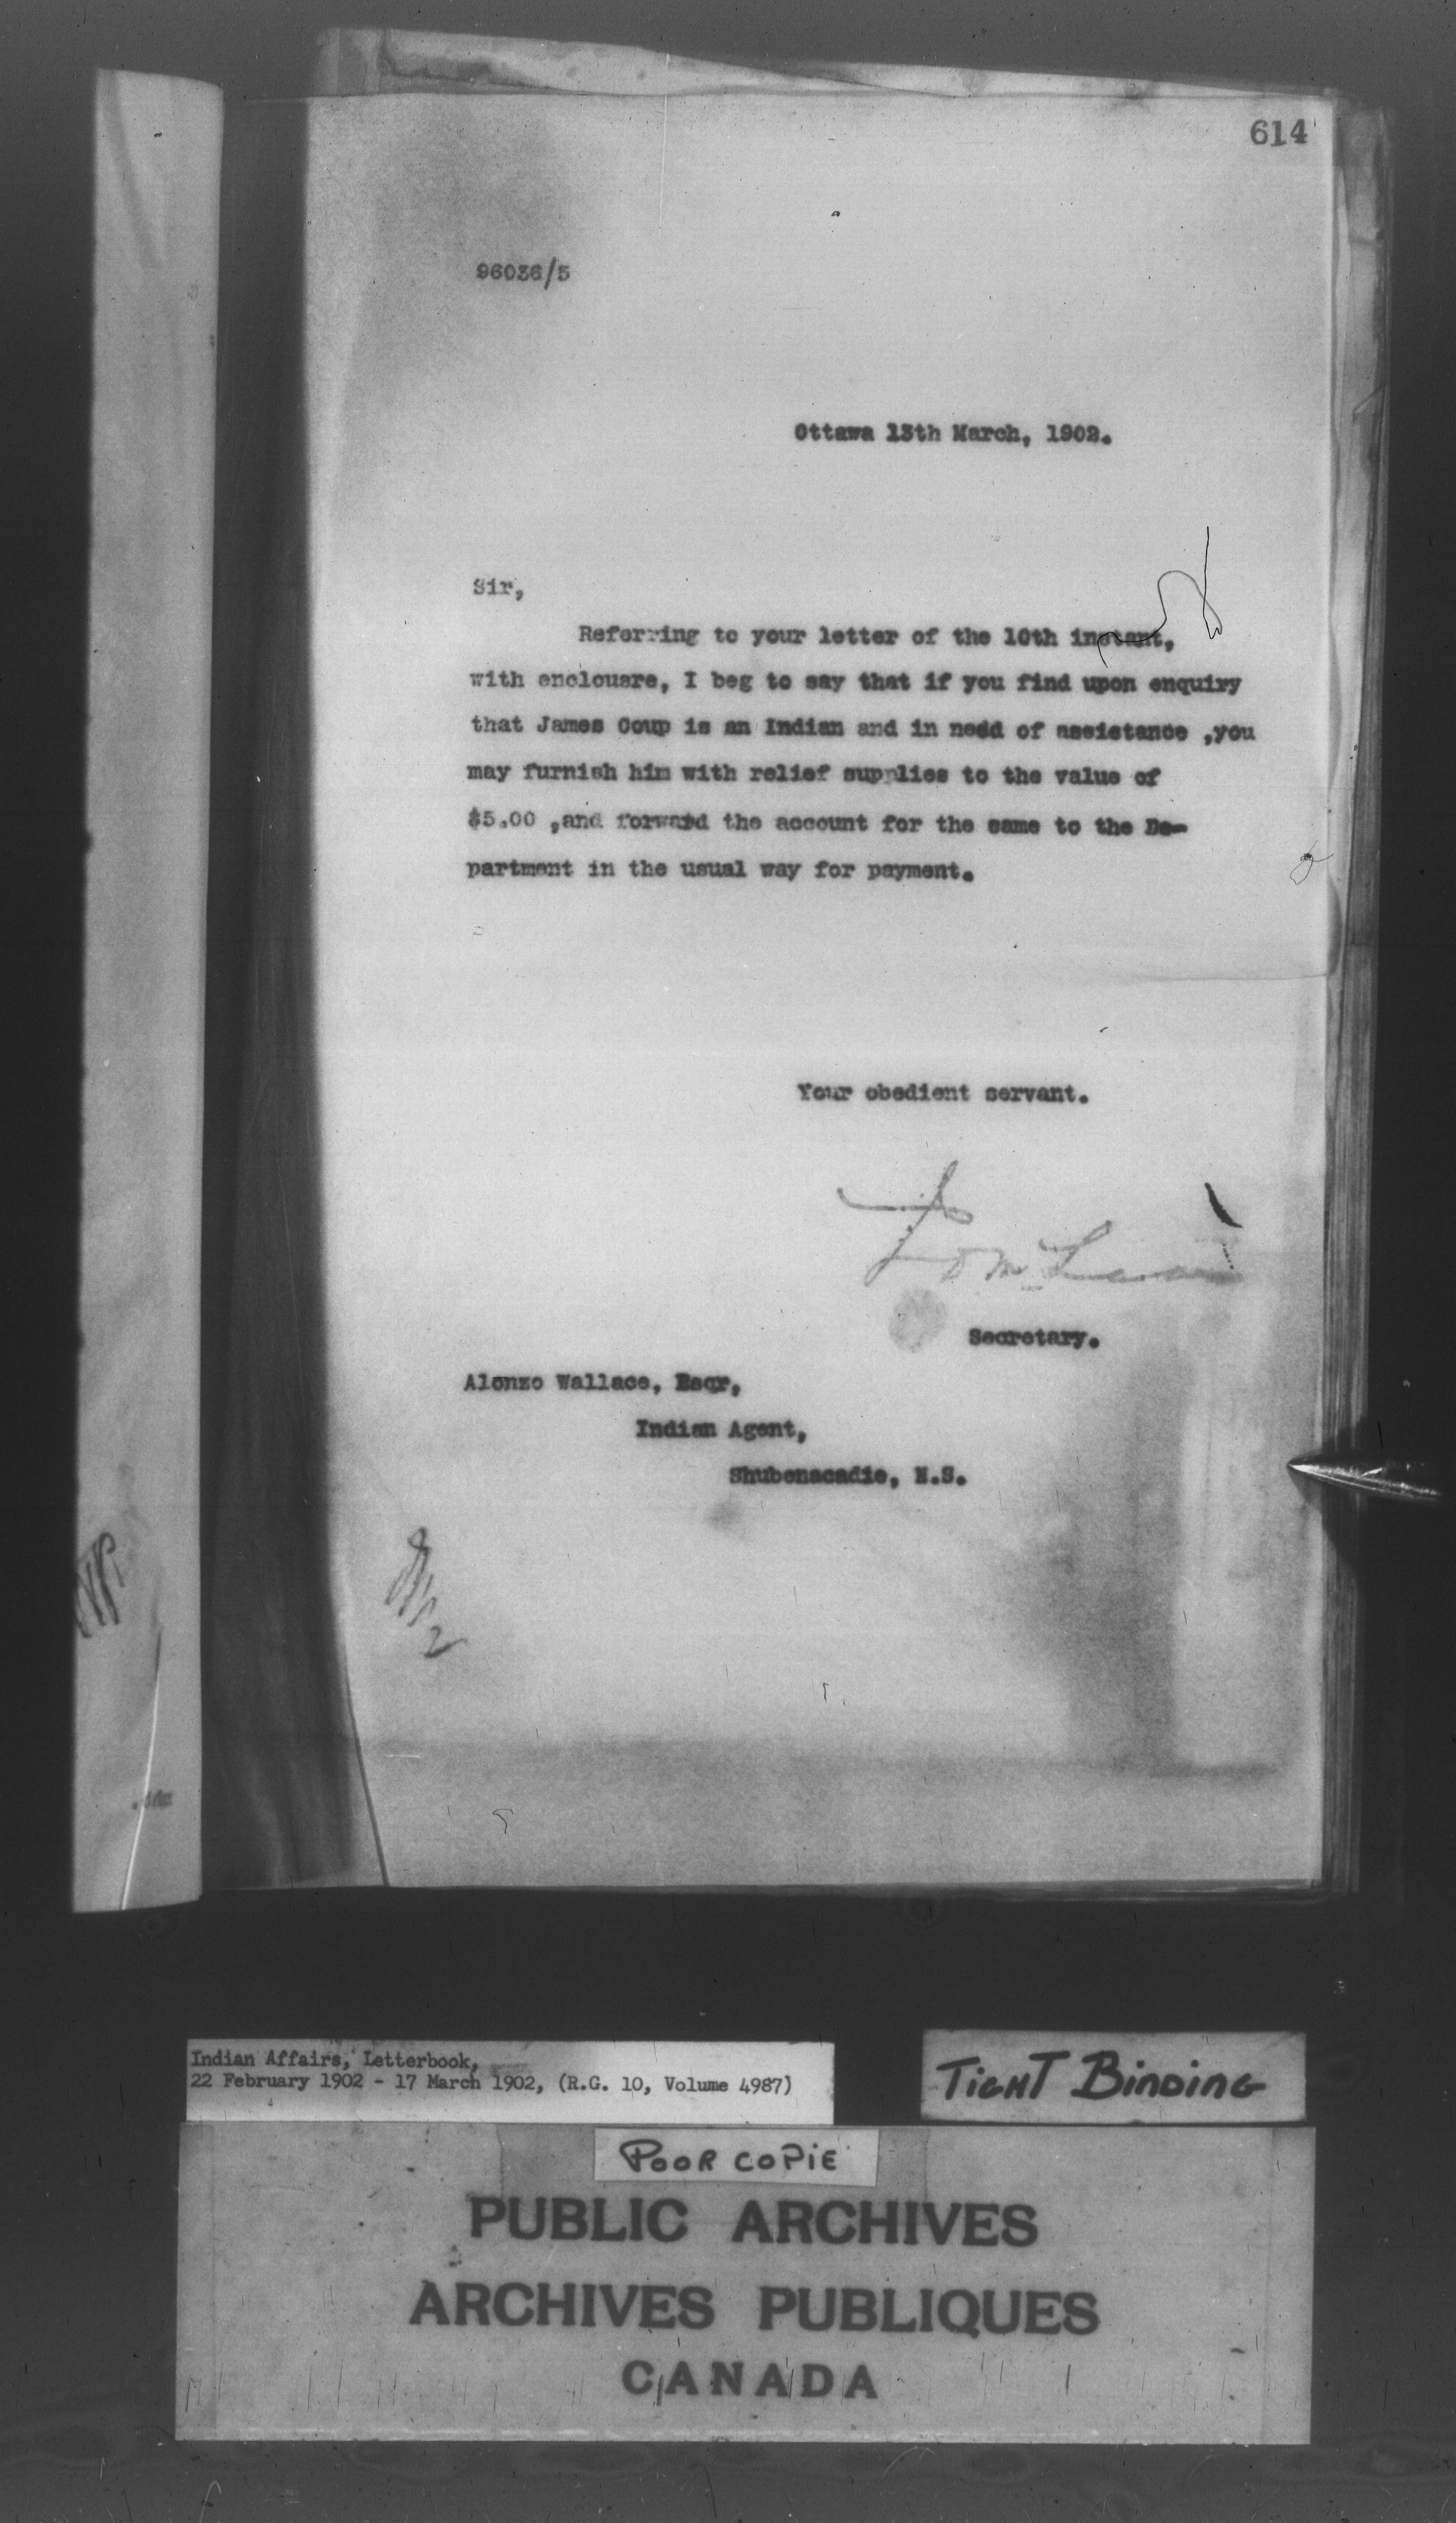 614
96036/5
Ottawa 13th March, 1902.
Sir,
Referring to your letter of the 10th instant,
with enclousre, I beg to say that if you find upon enquiry
that James Coup is an Indian and in nedd of assistance ,you
may furnish him with relief supplies to the value of
$5.00 ,and forward the account for the same to the De-
partment in the usual way for payment.
Your obedient servant.
Secretary.
Alonzo Wallace, Esqr,
Indian Agent,
Shubenacadie, N.S.
Indian Affairs, Letterbook,
22 February 1902 - 17 March 1902, (R.G. 10, Volume 4987)
TIGHT BINDING
POOR COPIE
PUBLIC ARCHIVES
ARCHIVES PUBLIQUES
CANADA